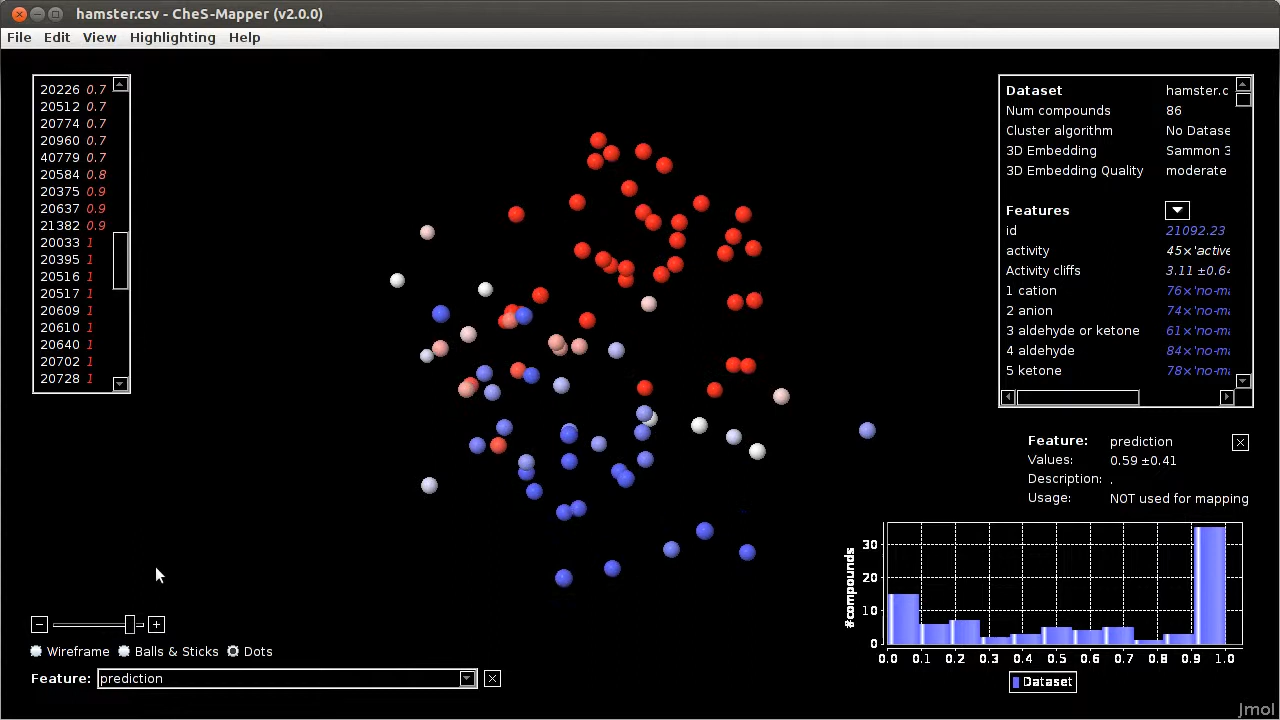 hamster.csv - CheS-Mapper (v2.0.0)
File Edit View Highlighting Help
20226 0.7
20512 0.7
20774 0.7
20960 0.7
40779 0.7
20584 0.8
20375 0.9
20637 0.9
21382 0.9
20033 1
20395 1
20516 1
20517 1
20609 1
20610 1
20640 1
20702 1
20728 1
Dataset hamster.c
Num compounds 86
Cluster algorithm No Datase
3D Embedding Sammon 3
3D Embedding Quality moderate
Features
id 21092.23
activity 45×'active
Activity cliffs 3.11 ±0.64
1 cation 76×'no-ma
2 anion 74×'no-ma
3 aldehyde or ketone 61×'no-ma
4 aldehyde 84×'no-ma
5 ketone 78×'no-ma
Feature: prediction
Values: 0.59 ±0.41
Description: .
Usage: NOT used for mapping
#compounds
30
20
10
0
0.0 0.1 0.2 0.3 0.4 0.5 0.6 0.7 0.8 0.9 1.0
Dataset
Wireframe Balls & Sticks Dots
Feature: prediction
Jmol